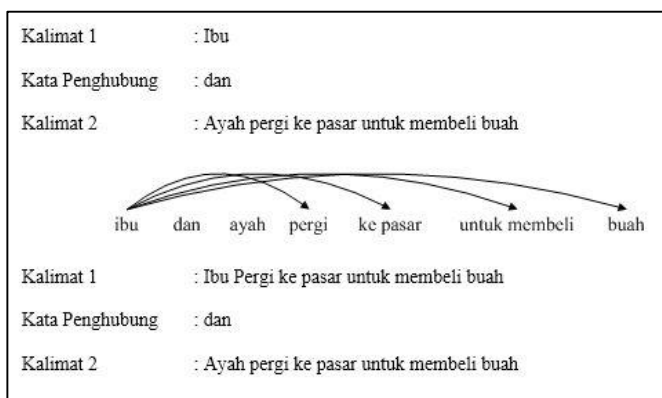 Kalimat 1 : Ibu
Kata Penghubung : dan
Kalimat 2 : Ayah pergi ke pasar untuk membeli buah
ibu dan ayah pergi ke pasar untuk membeli buah
Kalimat 1 : Ibu Pergi ke pasar untuk membeli buah
Kata Penghubung : dan
Kalimat 2 : Ayah pergi ke pasar untuk membeli buah